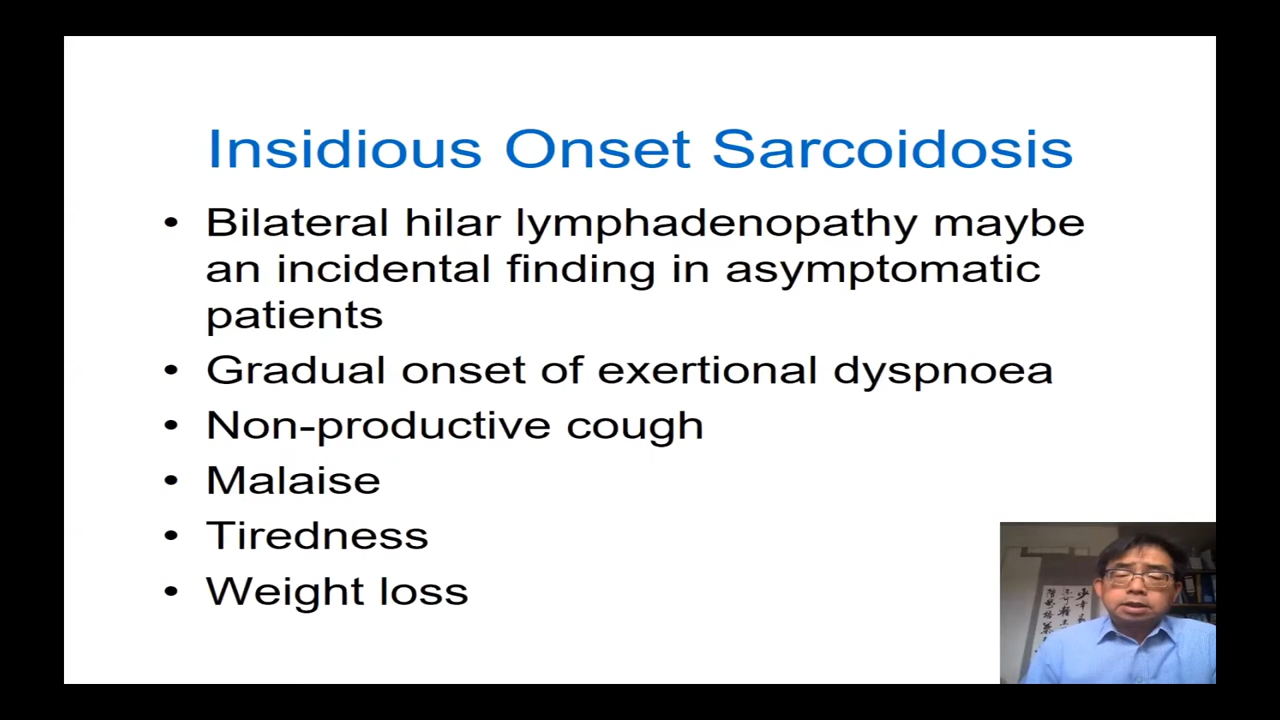 Insidious Onset Sarcoidosis
• Bilateral hilar lymphadenopathy maybe
an incidental finding in asymptomatic
patients
• Gradual onset of exertional dyspnoea
• Non-productive cough
• Malaise
• Tiredness
• Weight loss